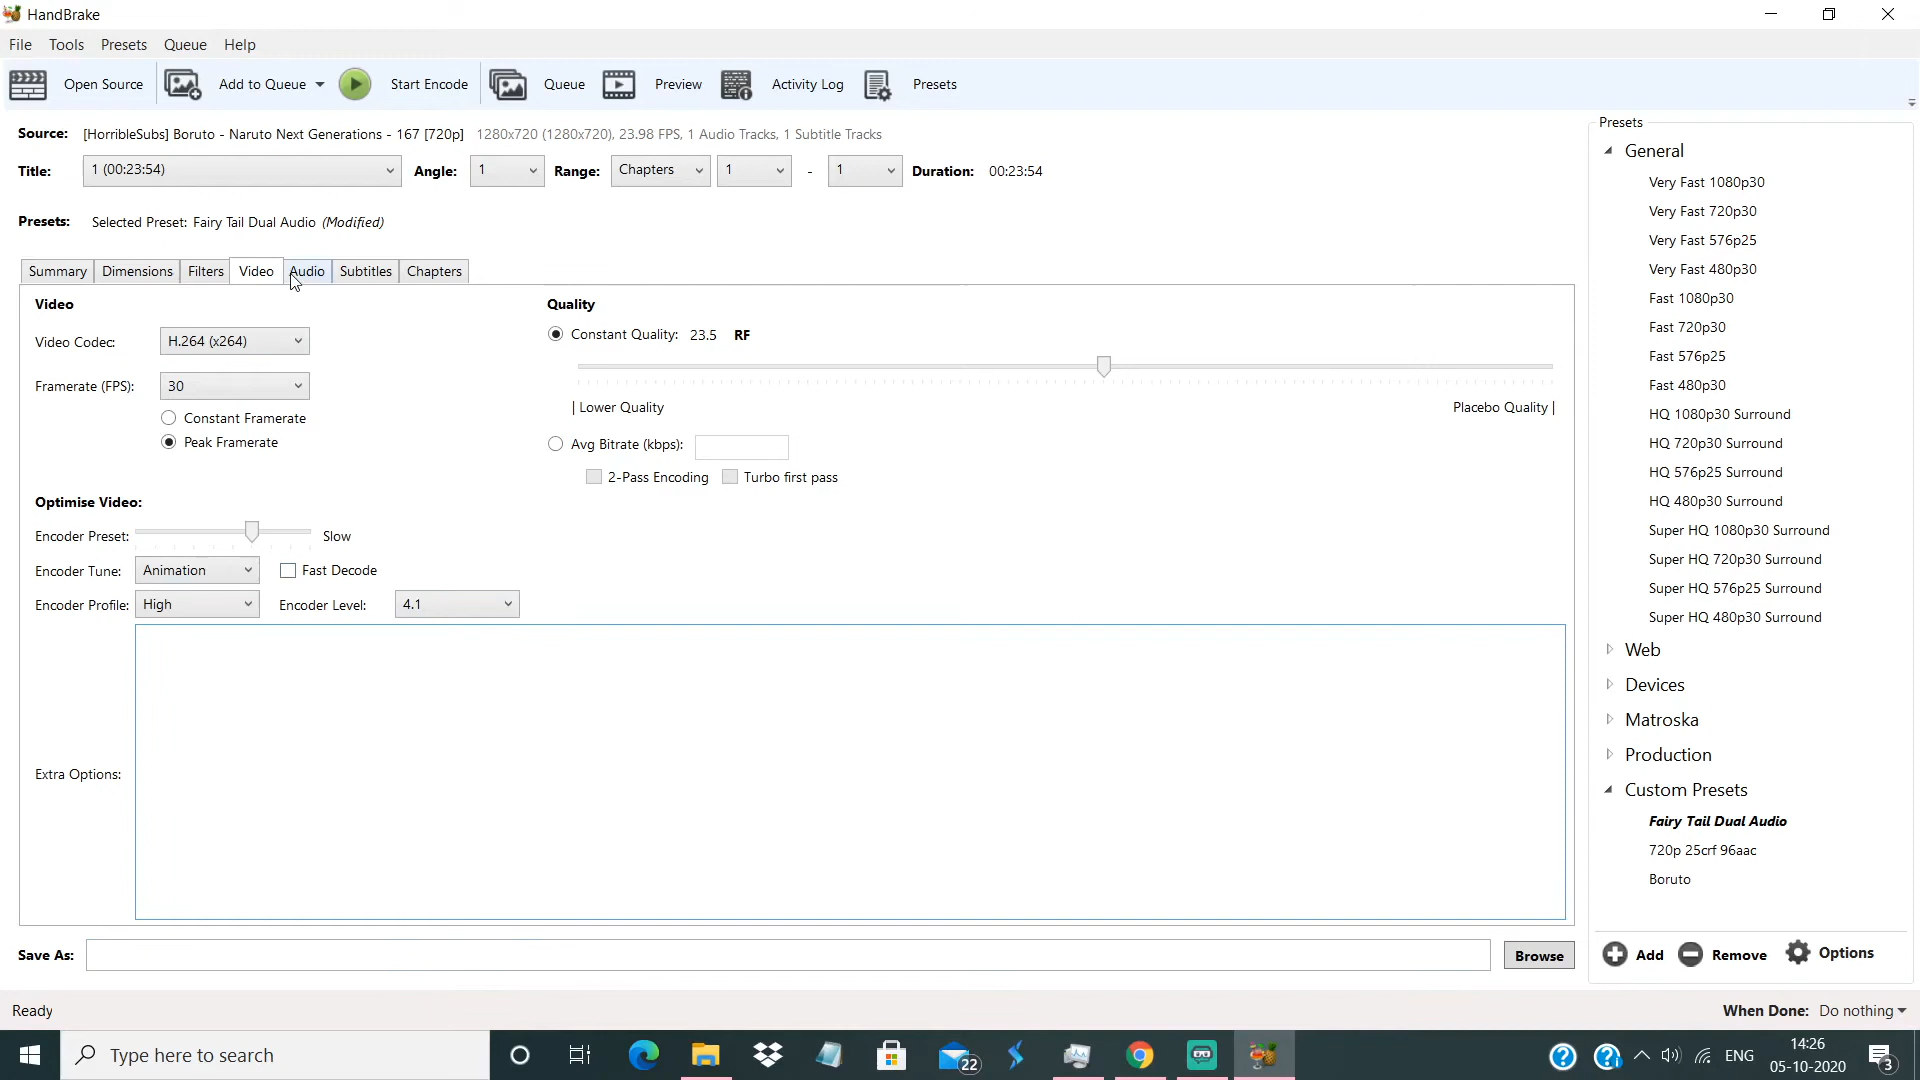 HandBrake
File Tools Presets Queue Help
Open Source Add to Queue Start Encode Queue Preview Activity Log Presets
Source: [HorribleSubs] Boruto - Naruto Next Generations - 167 [720p] 1280x720 (1280x720), 23.98 FPS, 1 Audio Tracks, 1 Subtitle Tracks
Title: 1 (00:23:54) Angle: 1 Range: Chapters 1 - 1 Duration: 00:23:54
Presets: Selected Preset: Fairy Tail Dual Audio (Modified)
Summary Dimensions Filters Video Audio Subtitles Chapters
Video
Video Codec: H.264 (x264)
Framerate (FPS): 30
Constant Framerate
Peak Framerate
Quality
Constant Quality: 23.5 RF
| Lower Quality Placebo Quality |
Avg Bitrate (kbps):
2-Pass Encoding Turbo first pass
Optimise Video:
Encoder Preset: Slow
Encoder Tune: Animation Fast Decode
Encoder Profile: High Encoder Level: 4.1
Extra Options:
Save As: Browse
Presets
General
Very Fast 1080p30
Very Fast 720p30
Very Fast 576p25
Very Fast 480p30
Fast 1080p30
Fast 720p30
Fast 576p25
Fast 480p30
HQ 1080p30 Surround
HQ 720p30 Surround
HQ 576p25 Surround
HQ 480p30 Surround
Super HQ 1080p30 Surround
Super HQ 720p30 Surround
Super HQ 576p25 Surround
Super HQ 480p30 Surround
Web
Devices
Matroska
Production
Custom Presets
Fairy Tail Dual Audio
720p 25crf 96aac
Boruto
Add Remove Options
Ready
When Done: Do nothing
Type here to search
22
ENG
14:26
05-10-2020
3